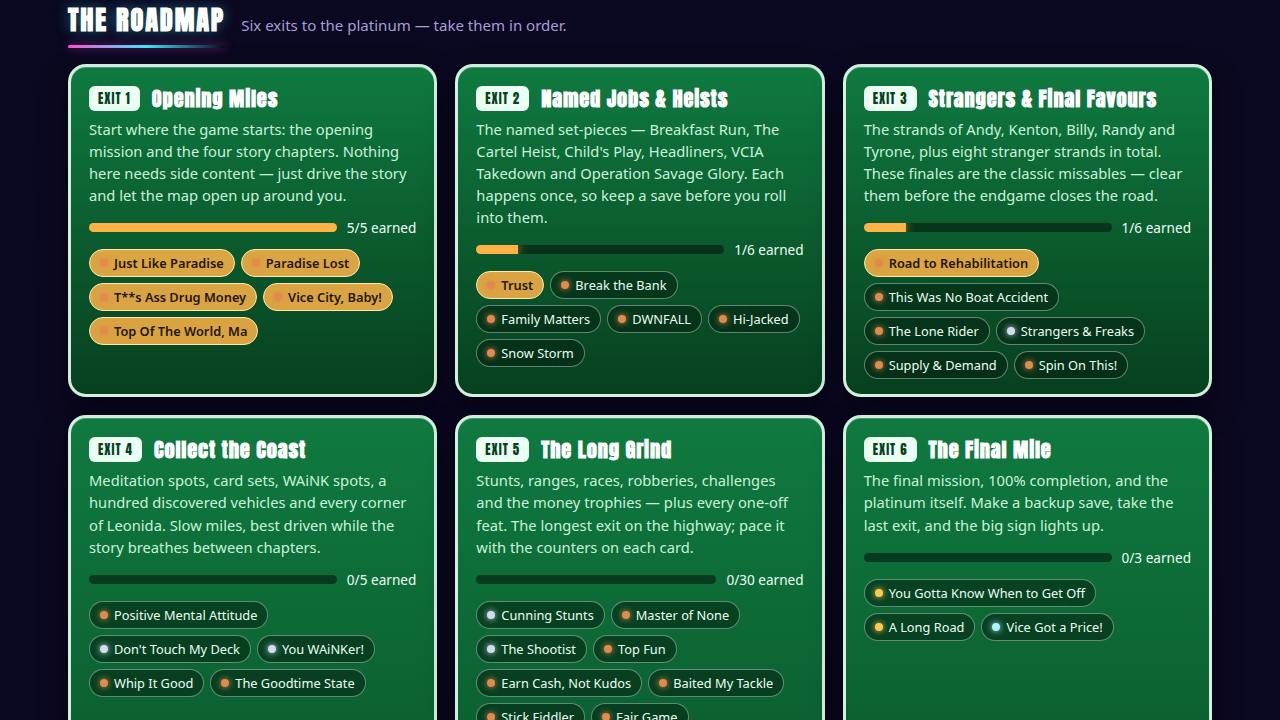 THE ROADMAP
Six exits to the platinum — take them in order.
EXIT 1 Opening Miles
Start where the game starts: the opening
mission and the four story chapters. Nothing
here needs side content — just drive the story
and let the map open up around you.
5/5 earned
Just Like Paradise
Paradise Lost
T**s Ass Drug Money
Vice City, Baby!
Top Of The World, Ma
EXIT 2 Named Jobs & Heists
The named set-pieces — Breakfast Run, The
Cartel Heist, Child's Play, Headliners, VCIA
Takedown and Operation Savage Glory. Each
happens once, so keep a save before you roll
into them.
1/6 earned
Trust
Break the Bank
Family Matters
DWNFALL
Hi-Jacked
Snow Storm
EXIT 3 Strangers & Final Favours
The strands of Andy, Kenton, Billy, Randy and
Tyrone, plus eight stranger strands in total.
These finales are the classic missables — clear
them before the endgame closes the road.
1/6 earned
Road to Rehabilitation
This Was No Boat Accident
The Lone Rider
Strangers & Freaks
Supply & Demand
Spin On This!
EXIT 4 Collect the Coast
Meditation spots, card sets, WAiNK spots, a
hundred discovered vehicles and every corner
of Leonida. Slow miles, best driven while the
story breathes between chapters.
0/5 earned
Positive Mental Attitude
Don't Touch My Deck
You WAiNKer!
Whip It Good
The Goodtime State
EXIT 5 The Long Grind
Stunts, ranges, races, robberies, challenges
and the money trophies — plus every one-off
feat. The longest exit on the highway; pace it
with the counters on each card.
0/30 earned
Cunning Stunts
Master of None
The Shootist
Top Fun
Earn Cash, Not Kudos
Baited My Tackle
Stick Fiddler
Fair Game
EXIT 6 The Final Mile
The final mission, 100% completion, and the
platinum itself. Make a backup save, take the
last exit, and the big sign lights up.
0/3 earned
You Gotta Know When to Get Off
A Long Road
Vice Got a Price!